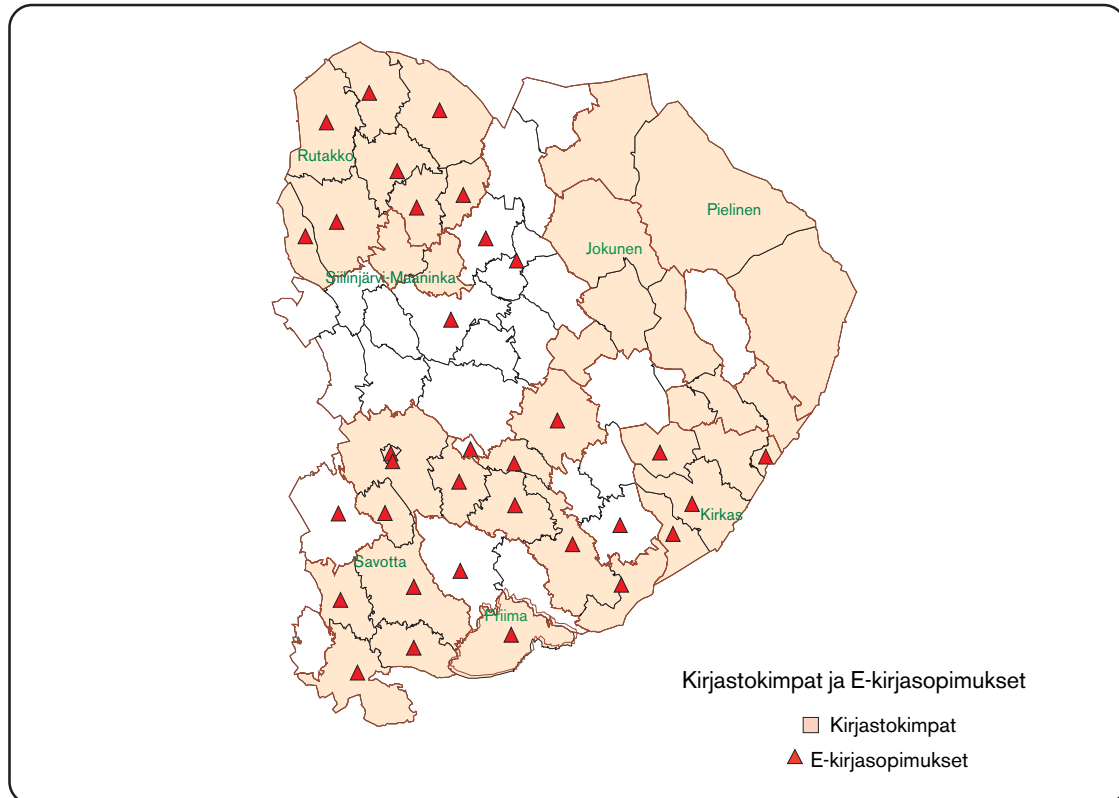 Rutakko
Pielinen
Jokunen
Siilinjärvi-Maaninka
Kirkas
Savotta
Priima
Kirjastokimpat ja E-kirjasopimukset
Kirjastokimpat
E-kirjasopimukset